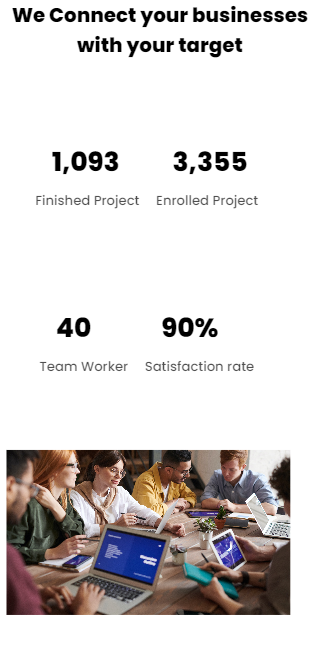 We Connect your businesses
with your target
1,093 3,355
Finished Project Enrolled Project
40 90%
Team Worker Satisfaction rate